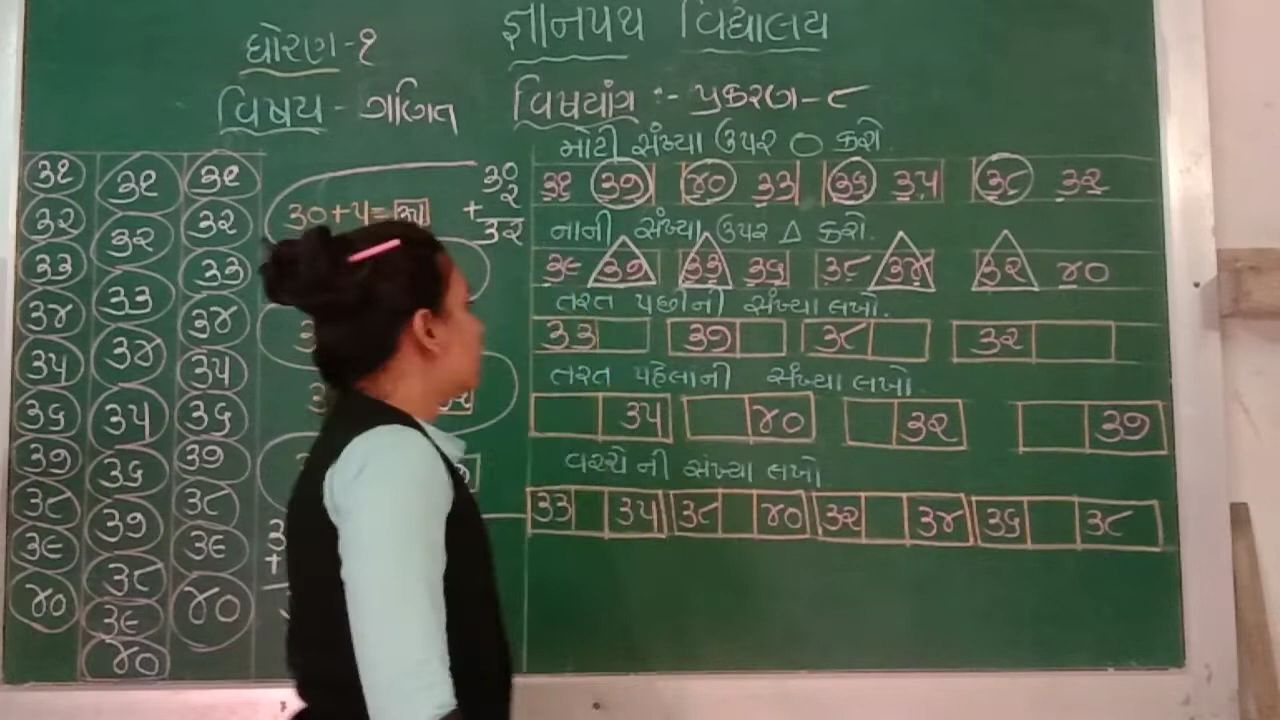 જ્ઞાનપથ વિદ્યાલય
ધોરણ-૧
વિષય - ગણિત
વિષયાંગ :- પ્રકરણ-૮
૩૧ ૩૧ ૩૧
૩૨ ૩૨ ૩૨
૩૩ ૩૩ ૩૩
૩૪ ૩૪ ૩૪
૩૫ ૩૫ ૩૫
૩૬ ૩૬ ૩૬
૩૭ ૩૭ ૩૭
૩૮ ૩૮ ૩૮
૩૯ ૩૯ ૩૯
૪૦ ૪૦ ૪૦
૩૦+૫=૩૫
૩૦
+ ૨
૩૨
મોટી સંખ્યા ઉપર ○ કરો.
૩૧ ૩૭ ૪૦ ૩૩ ૩૬ ૩૫ ૩૮ ૩૨
નાની સંખ્યા ઉપર △ કરો.
૩૯ ૩૭ ૩૩ ૩૬ ૩૮ ૩૪ ૩૨ ૪૦
તરત પછીની સંખ્યા લખો.
૩૩ ૩૭ ૩૮ ૩૨
તરત પહેલાની સંખ્યા લખો.
૩૫ ૪૦ ૩૨ ૩૭
વચ્ચે ની સંખ્યા લખો.
૩૩ ૩૫ ૩૮ ૪૦ ૩૨ ૩૪ ૩૬ ૩૮